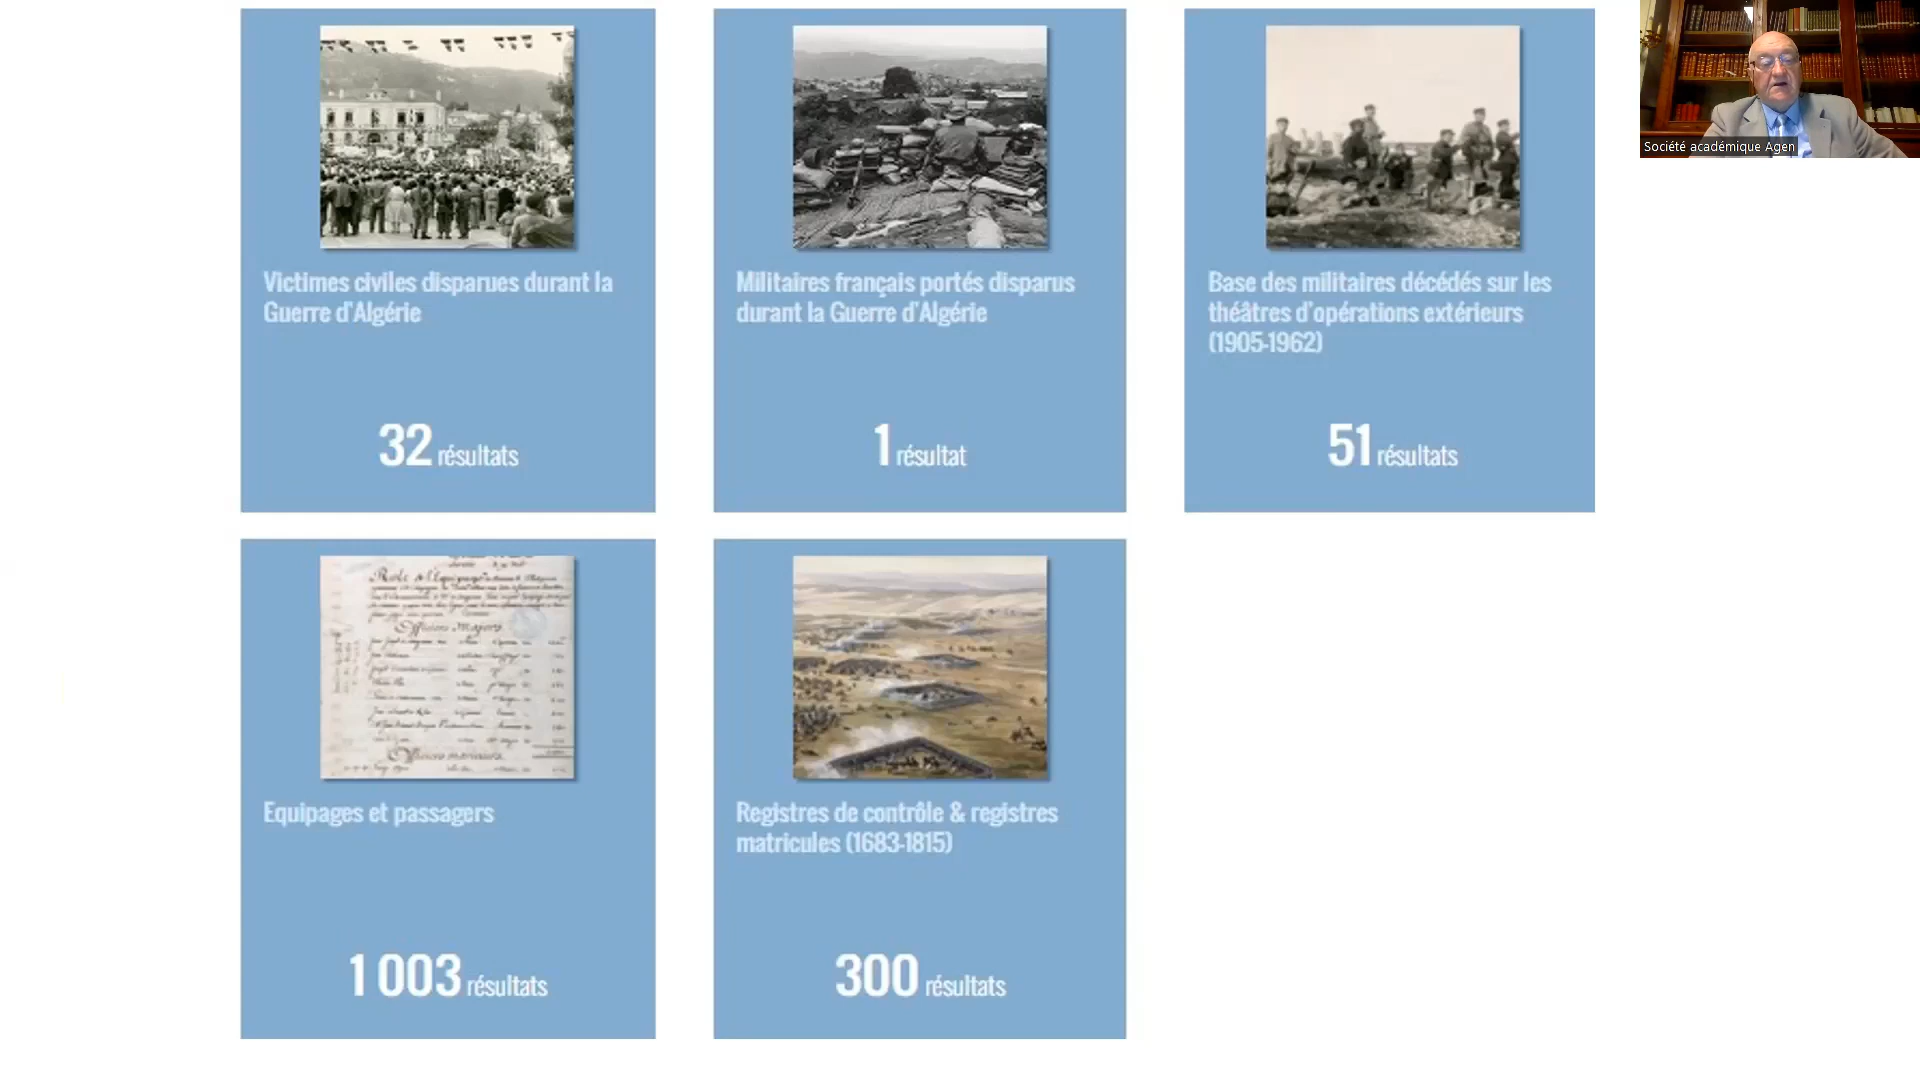 Société académique Agen
Victimes civiles disparues durant la
Guerre d'Algérie
32 résultats
Militaires français portés disparus
durant la Guerre d'Algérie
1 résultat
Base des militaires décédés sur les
théâtres d'opérations extérieurs
(1905-1962)
51 résultats
Officiers Majors
Equipages et passagers
1 003 résultats
Registres de contrôle & registres
matricules (1683-1815)
300 résultats